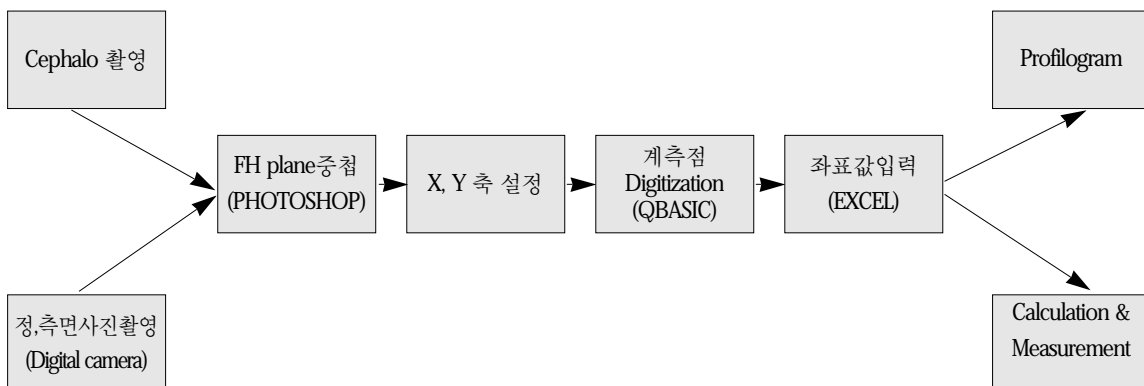 Cephalo 촬영
정,측면사진촬영
(Digital camera)
FH plane중첩
(PHOTOSHOP)
X, Y 축 설정
계측점
Digitization
(QBASIC)
좌표값입력
(EXCEL)
Profilogram
Calculation &
Measurement